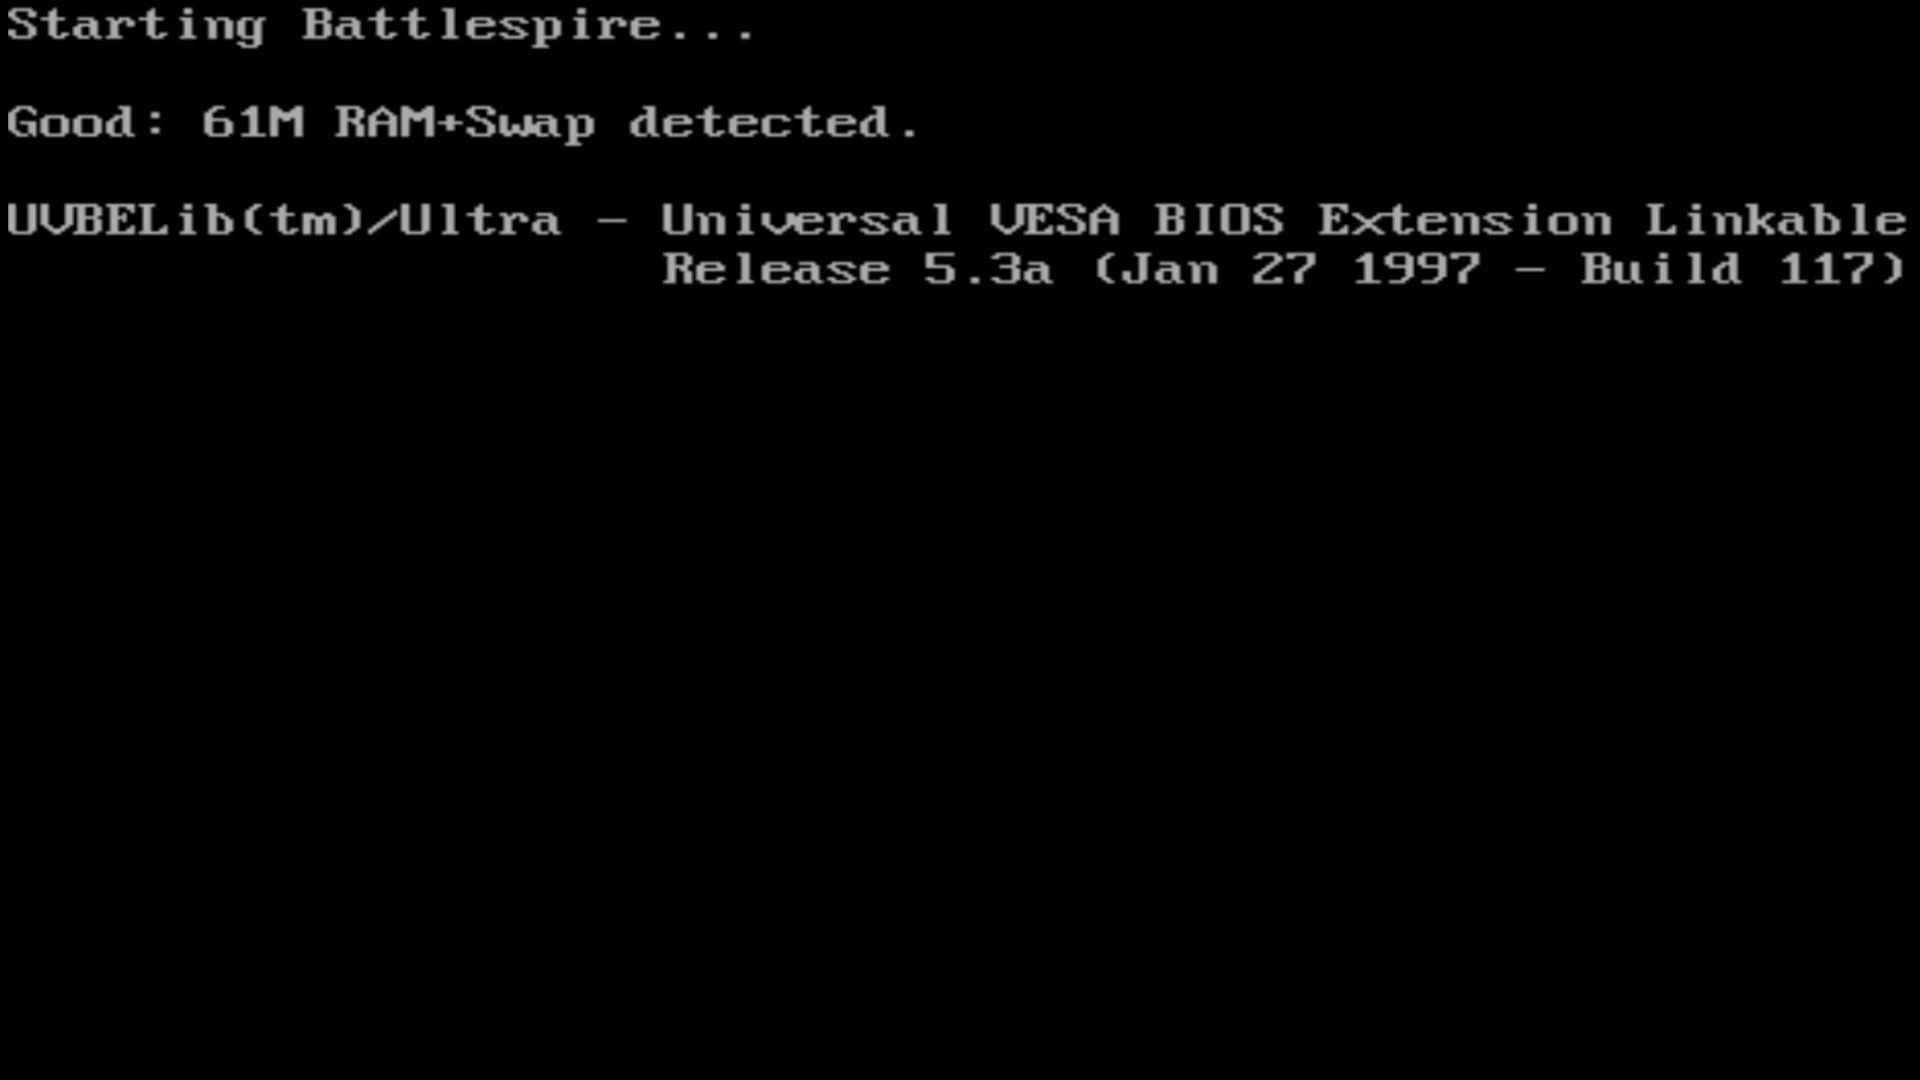 Starting Battlespire...
Good: 61M RAM+Swap detected.
UVBELib(tm)/Ultra - Universal VESA BIOS Extension Linkable
Release 5.3a (Jan 27 1997 - Build 117)